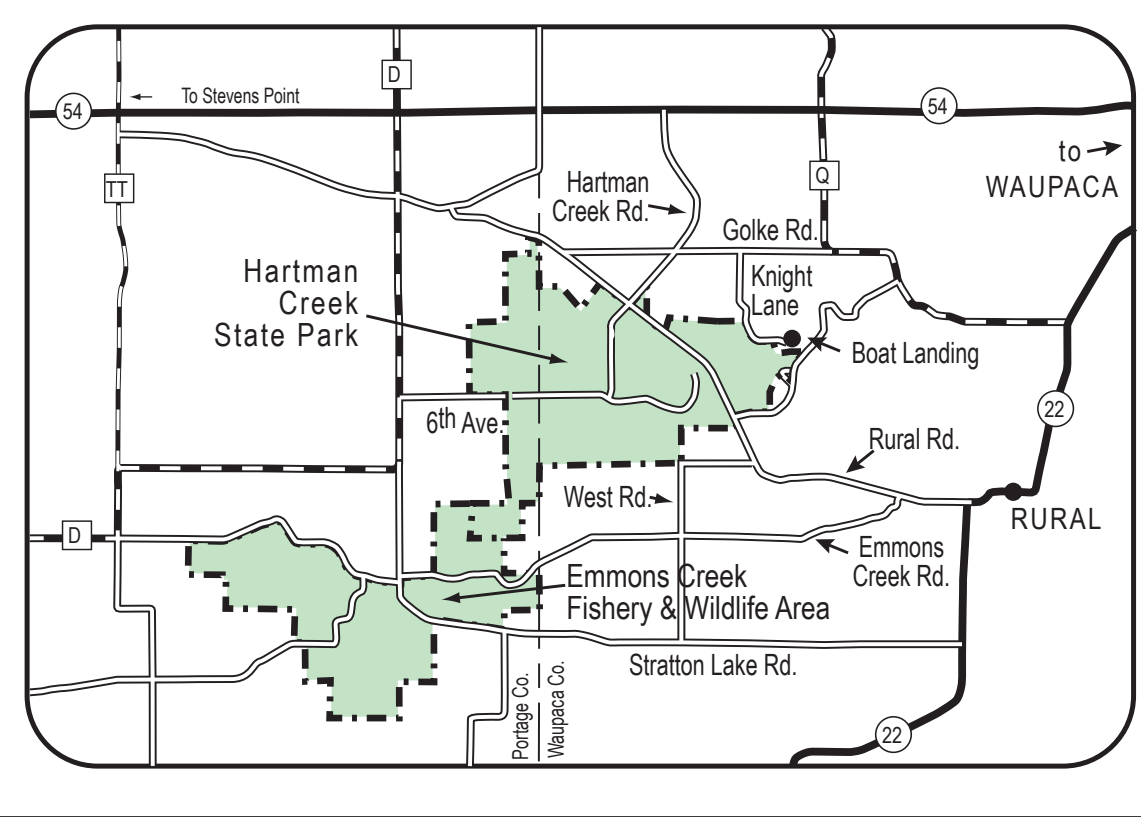 D
54
To Stevens Point
54
to
WAUPACA
TT
Hartman
Creek Rd.
Q
Golke Rd.
Hartman
Creek
State Park
Knight
Lane
Boat Landing
6th Ave.
22
Rural Rd.
West Rd.
RURAL
D
Emmons
Creek Rd.
Emmons Creek
Fishery & Wildlife Area
Stratton Lake Rd.
Portage Co.
Waupaca Co.
22